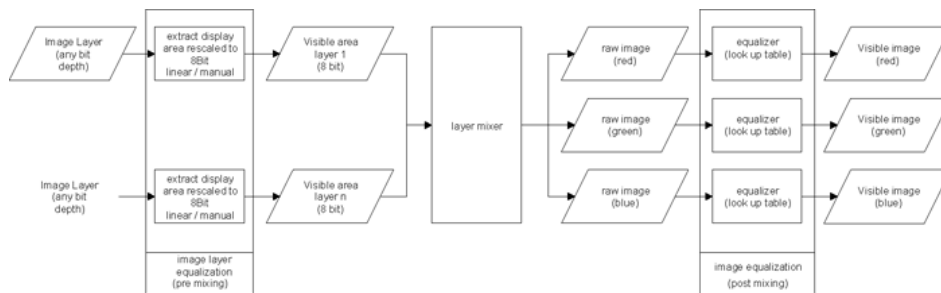 Image Layer
(any bit
depth)
extract display
area rescaled to
8Bit
linear / manual
Visible area
layer 1
(8 bit)
layer mixer
raw image
(red)
equalizer
(look up table)
Visible image
(red)
raw image
(green)
equalizer
(look up table)
Visible image
(green)
Image Layer
(any bit
depth)
extract display
area rescaled to
8Bit
linear / manual
Visible area
layer n
(8 bit)
raw image
(blue)
equalizer
(look up table)
Visible image
(blue)
image layer
equalization
(pre mixing)
image equalization
(post mixing)